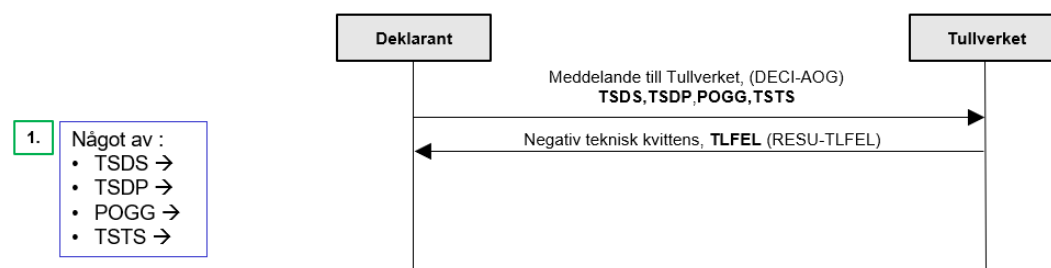 Deklarant
Tullverket
Meddelande till Tullverket, (DECI-AOG)
TSDS,TSDP,POGG,TSTS
Negativ teknisk kvittens, TLFEL (RESU-TLFEL)
1.
Något av :
• TSDS →
• TSDP →
• POGG →
• TSTS →